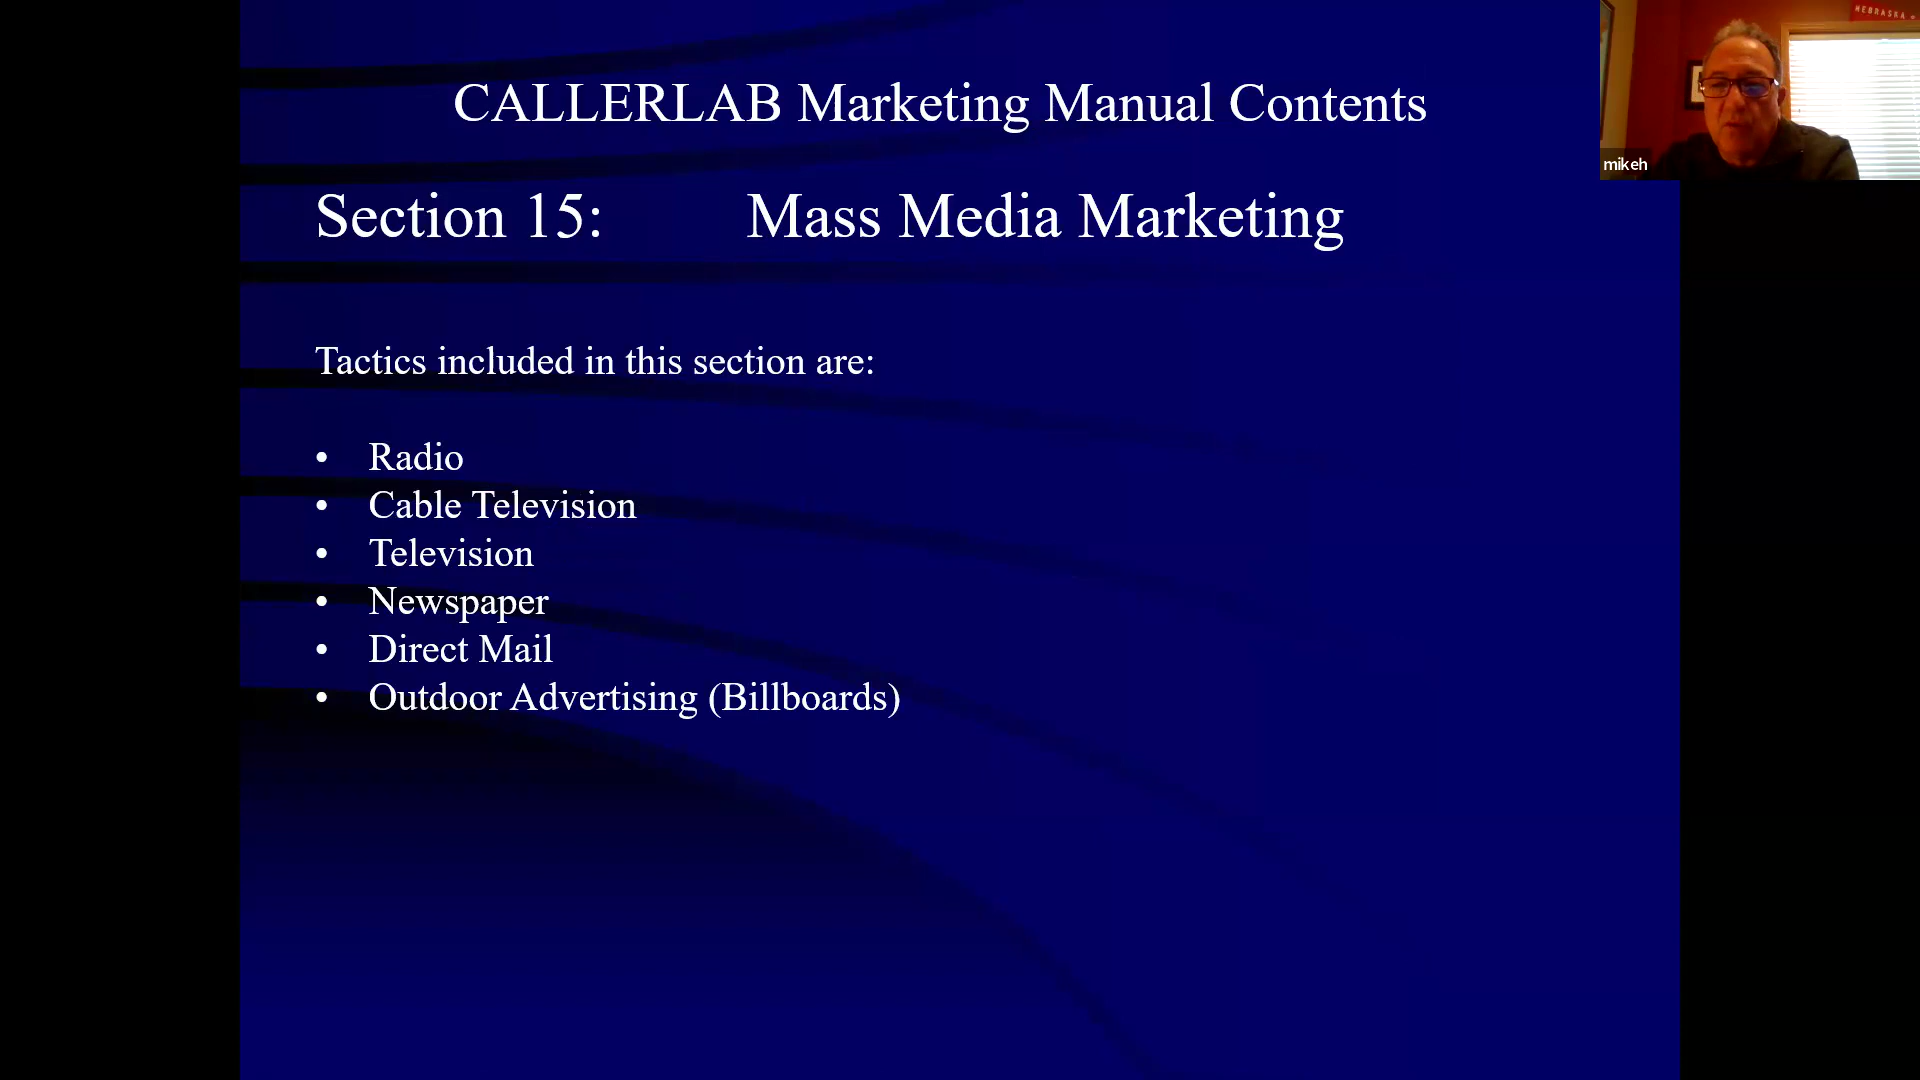 CALLERLAB Marketing Manual Contents
Section 15: Mass Media Marketing
Tactics included in this section are:
• Radio
• Cable Television
• Television
• Newspaper
• Direct Mail
• Outdoor Advertising (Billboards)
NEBRASKA
mikeh